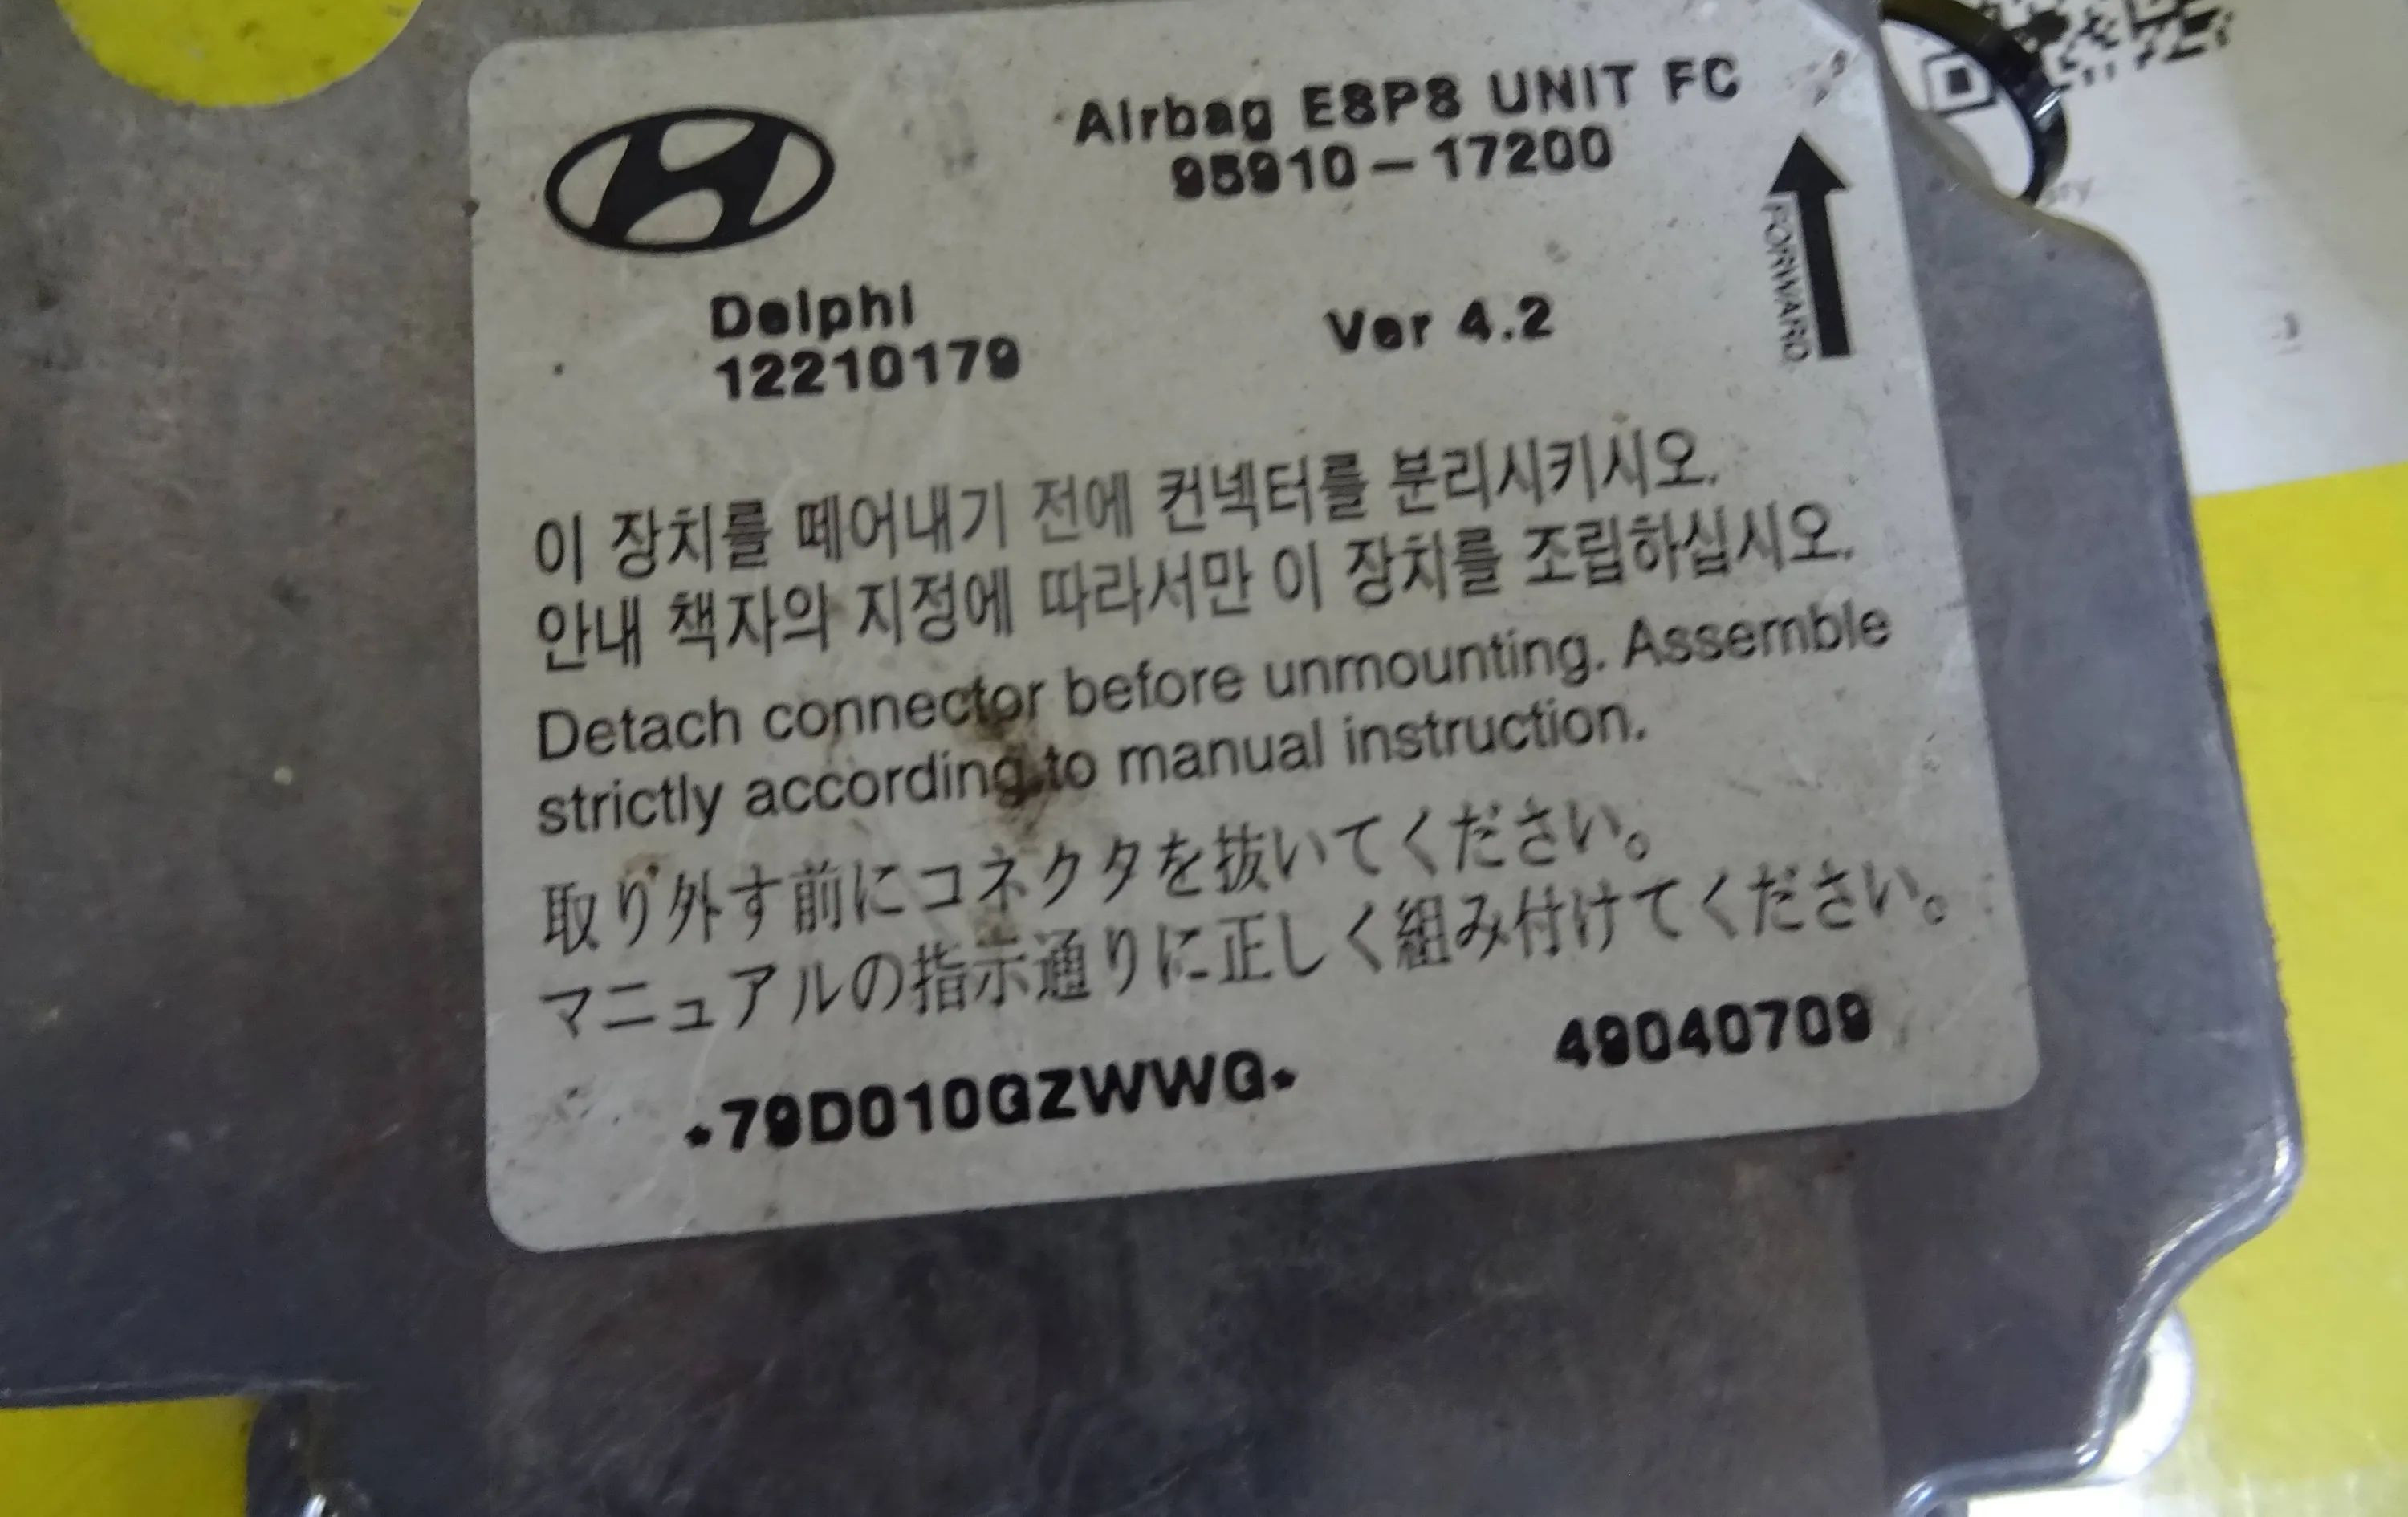 Airbag E8P8 UNIT FC
95910-17200
FORWARD
Delphi
12210179
Ver 4.2
이 장치를 떼어내기 전에 컨넥터를 분리시키시오.
안내 책자의 지정에 따라서만 이 장치를 조립하십시오.
Detach connector before unmounting. Assemble
strictly according to manual instruction.
取り外す前にコネクタを抜いてください。
マニュアルの指示通りに正しく組み付けてください。
*79D010GZWWG*
49040709